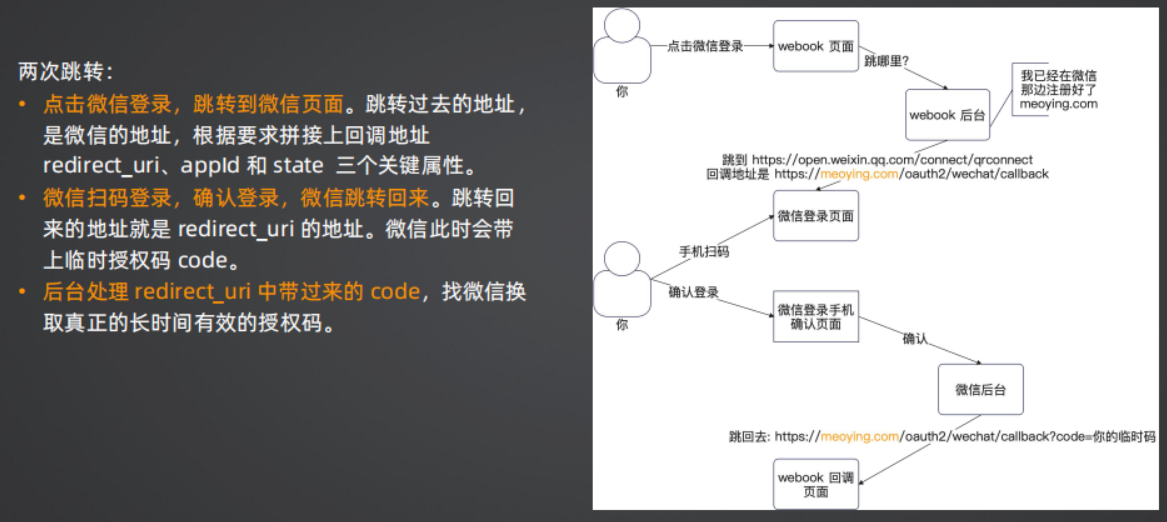 两次跳转：
• 点击微信登录，跳转到微信页面。跳转过去的地址，
是微信的地址，根据要求拼接上回调地址
redirect_uri、appId 和 state 三个关键属性。
• 微信扫码登录，确认登录，微信跳转回来。跳转回
来的地址就是 redirect_uri 的地址。微信此时会带
上临时授权码 code。
• 后台处理 redirect_uri 中带过来的 code，找微信换
取真正的长时间有效的授权码。
点击微信登录
webook 页面
跳哪里?
你
我已经在微信
那边注册好了
meoying.com
webook 后台
跳到 https://open.weixin.qq.com/connect/qrconnect
回调地址是 https://meoying.com/oauth2/wechat/callback
微信登录页面
手机扫码
确认登录
你
微信登录手机
确认页面
确认
微信后台
跳回去: https://meoying.com/oauth2/wechat/callback?code=你的临时码
webook 回调
页面